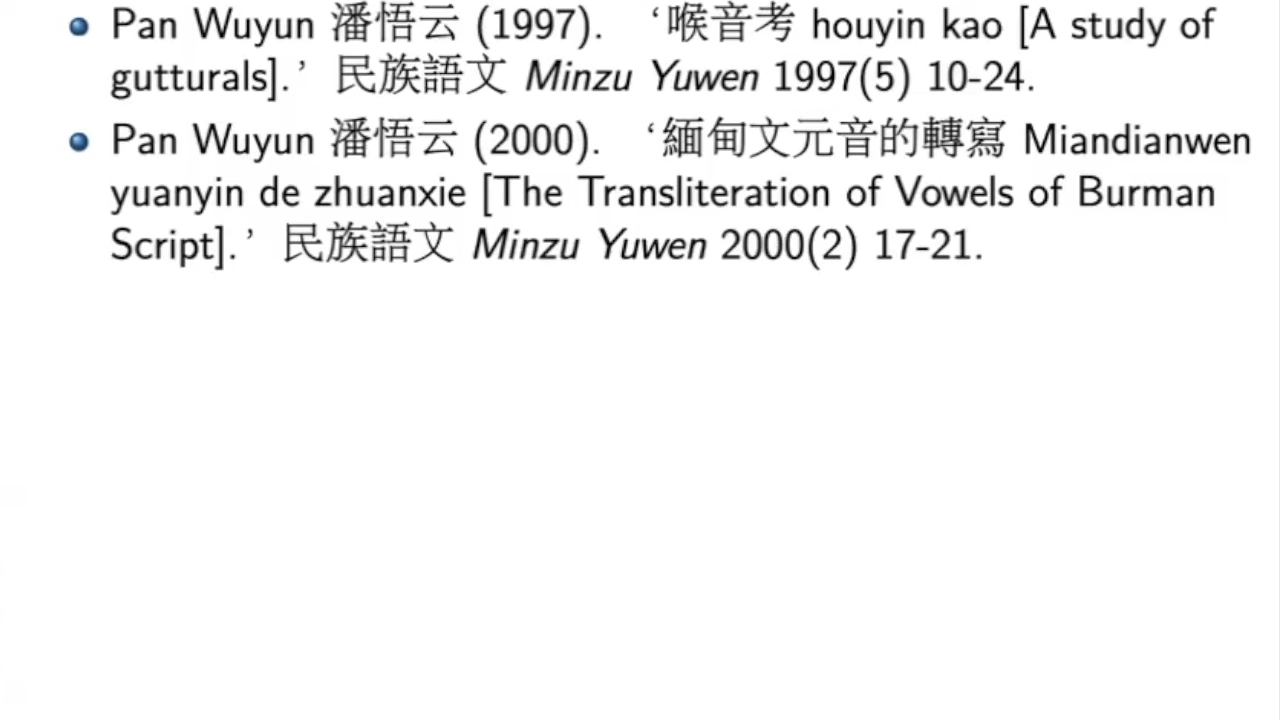 Pan Wuyun 潘悟云 (1997). ‘喉音考 houyin kao [A study of
gutturals].’ 民族語文 Minzu Yuwen 1997(5) 10-24.
Pan Wuyun 潘悟云 (2000). ‘緬甸文元音的轉寫 Miandianwen
yuanyin de zhuanxie [The Transliteration of Vowels of Burman
Script].’ 民族語文 Minzu Yuwen 2000(2) 17-21.